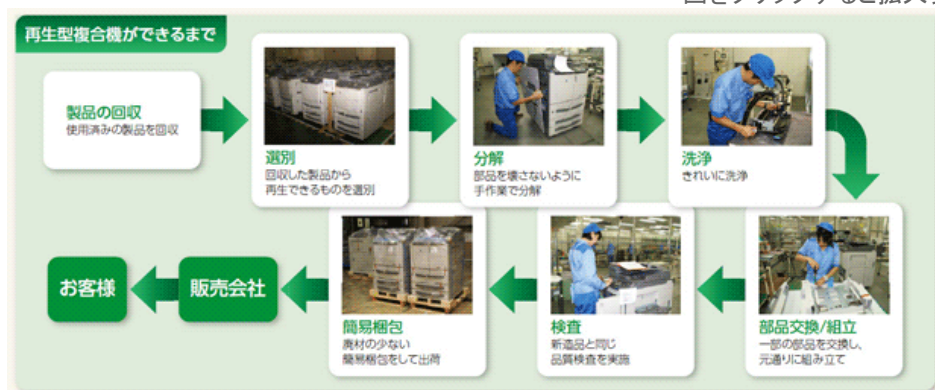 再生型複合機ができるまで
製品の回収
使用済みの製品を回収
選別
回収した製品から
再生できるものを選別
分解
部品を壊さないように
手作業で分解
洗浄
きれいに洗浄
部品交換/組立
一部の部品を交換し、
元通りに組み立て
検査
新造品と同じ
品質検査を実施
簡易梱包
廃材の少ない
簡易梱包をして出荷
販売会社
お客様